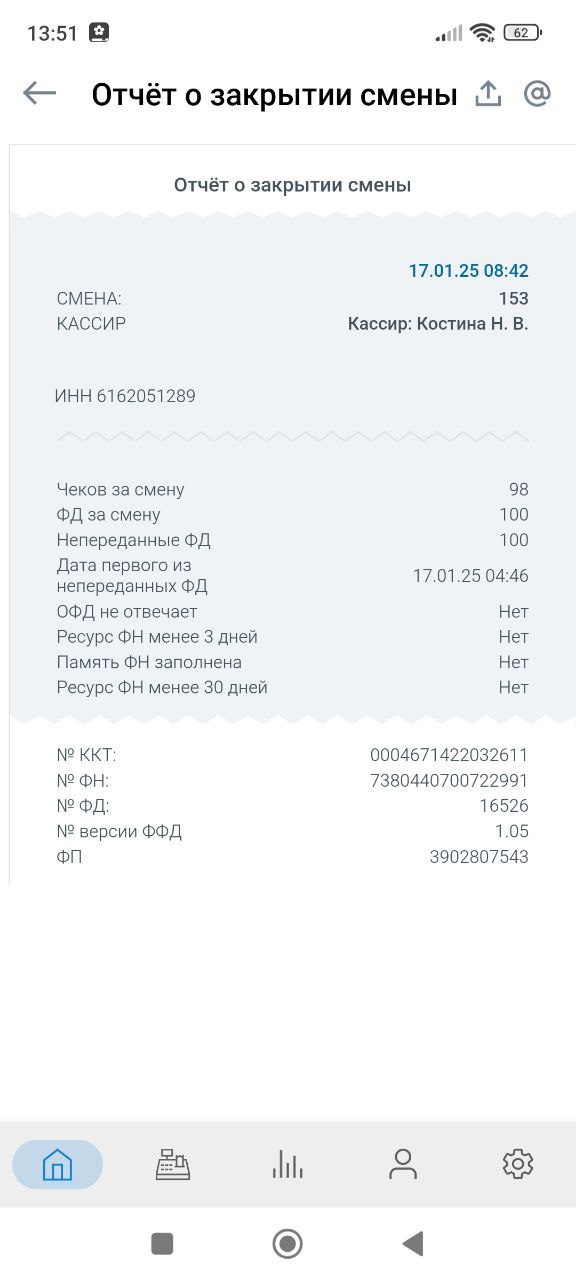 13:51
62
Отчёт о закрытии смены
Отчёт о закрытии смены
17.01.25 08:42
СМЕНА: 153
КАССИР Кассир: Костина Н. В.
ИНН 6162051289
Чеков за смену 98
ФД за смену 100
Непереданные ФД 100
Дата первого из
непереданных ФД 17.01.25 04:46
ОФД не отвечает Нет
Ресурс ФН менее 3 дней Нет
Память ФН заполнена Нет
Ресурс ФН менее 30 дней Нет
№ ККТ: 0004671422032611
№ ФН: 7380440700722991
№ ФД: 16526
№ версии ФФД 1.05
ФП 3902807543